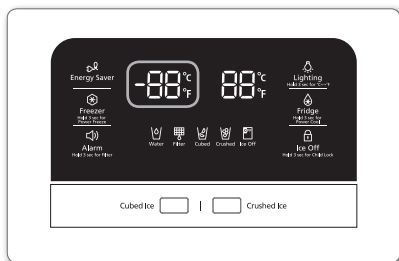 Energy Saver
-88°C °F
88°C °F
Lighting
Hold 3 sec for °C↔°F
Freezer
Hold 3 sec for
Power Freeze
Fridge
Hold 3 sec for
Power Cool
Alarm
Hold 3 sec for Filter
Water Filter Cubed Crushed Ice Off
Ice Off
Hold 3 sec for Child Lock
Cubed Ice | Crushed Ice